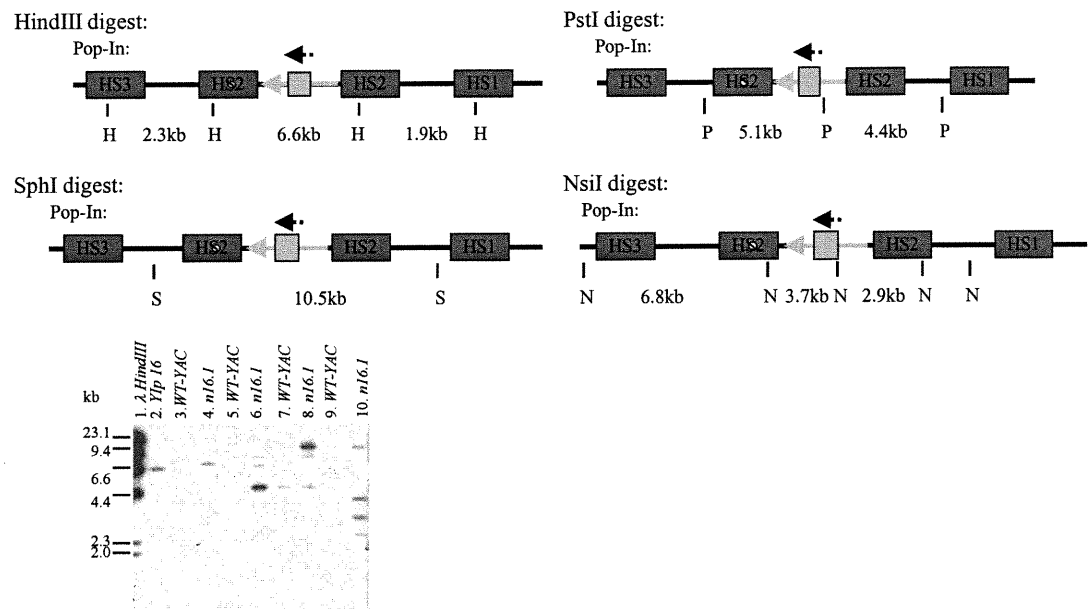 HindIII digest:
Pop-In:
HS3 HS2 HS2 HS1
H 2.3kb H 6.6kb H 1.9kb H
PstI digest:
Pop-In:
HS3 HS2 HS2 HS1
P 5.1kb P 4.4kb P
SphI digest:
Pop-In:
HS3 HS2 HS2 HS1
S 10.5kb S
NsiI digest:
Pop-In:
HS3 HS2 HS2 HS1
N 6.8kb N 3.7kb N 2.9kb N N
kb
1. λ HindIII
2. YIp 16
3. WT-YAC
4. n16.1
5. WT-YAC
6. n16.1
7. WT-YAC
8. n16.1
9. WT-YAC
10. n16.1
23.1
9.4
6.6
4.4
2.3
2.0